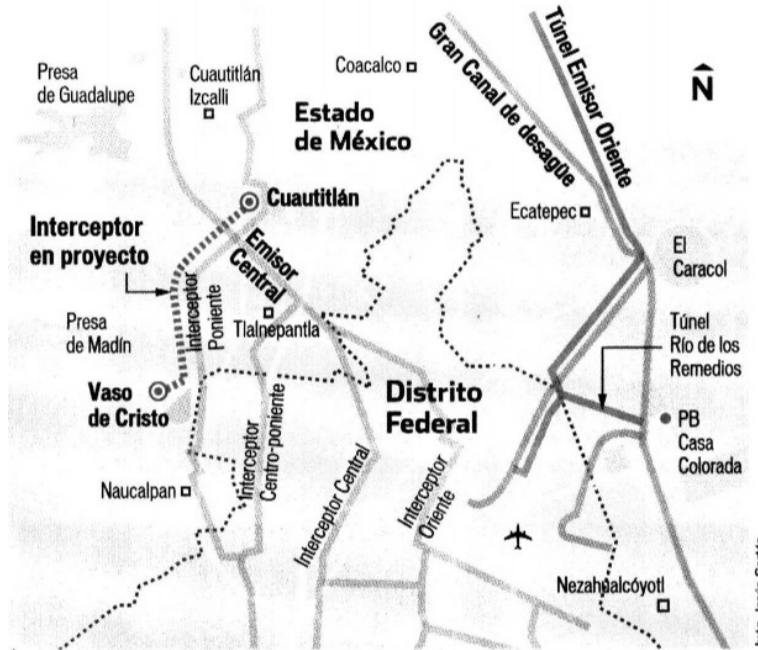 Presa
de Guadalupe
Cuautitlán
Izcalli
Coacalco
Gran Canal de desagüe
Túnel Emisor Oriente
N
Estado
de México
Cuautitlán
Ecatepec
Interceptor
en proyecto
Emisor
Central
El
Caracol
Interceptor
Poniente
Presa
de Madín
Tlalnepantla
Túnel
Río de los
Remedios
Vaso
de Cristo
Distrito
Federal
PB
Casa
Colorada
Naucalpan
Interceptor
Centro-poniente
Interceptor Central
Interceptor
Oriente
Nezahualcóyotl